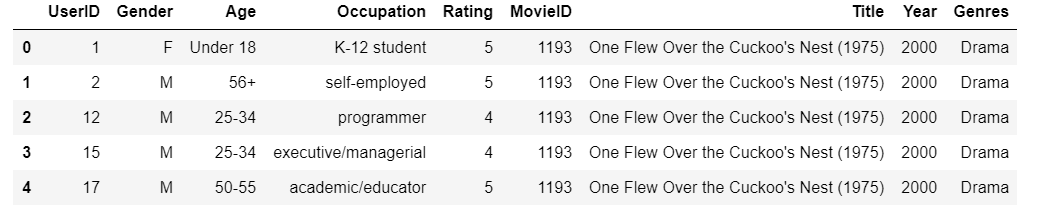 UserID Gender Age Occupation Rating MovieID Title Year Genres
0 1 F Under 18 K-12 student 5 1193 One Flew Over the Cuckoo's Nest (1975) 2000 Drama
1 2 M 56+ self-employed 5 1193 One Flew Over the Cuckoo's Nest (1975) 2000 Drama
2 12 M 25-34 programmer 4 1193 One Flew Over the Cuckoo's Nest (1975) 2000 Drama
3 15 M 25-34 executive/managerial 4 1193 One Flew Over the Cuckoo's Nest (1975) 2000 Drama
4 17 M 50-55 academic/educator 5 1193 One Flew Over the Cuckoo's Nest (1975) 2000 Drama